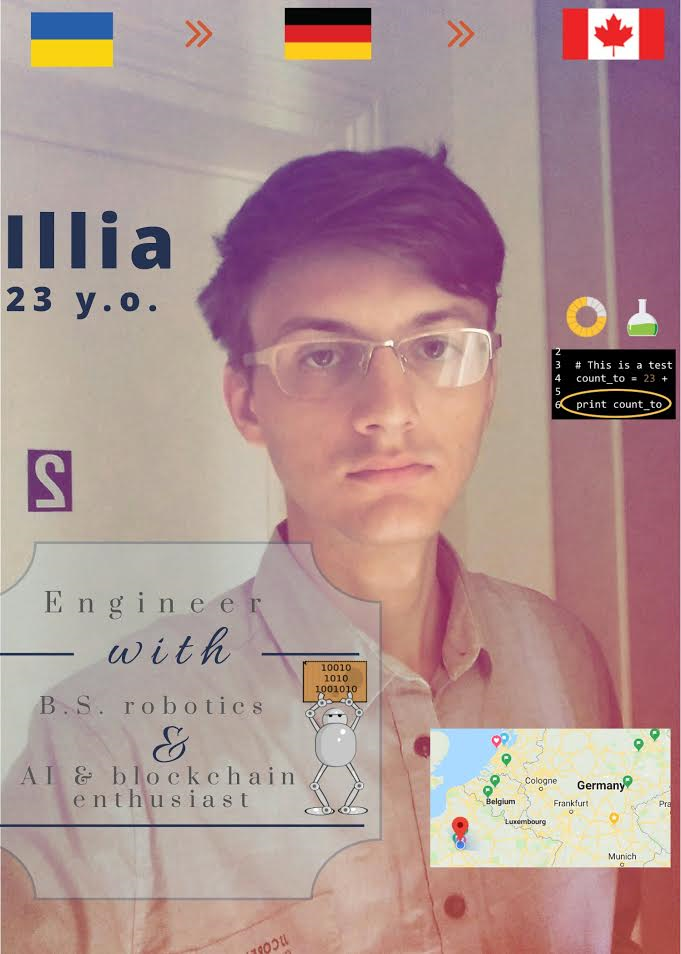 Illia
23 y.o.
2
# This is a test
3
count_to = 23 +
4
5
print count_to
6
2
Engineer
with
B.S. robotics
&
AI & blockchain
enthusiast
10010
1010
1001010
Cologne
Germany
Belgium
Frankfurt
Luxembourg
Pra
Munich